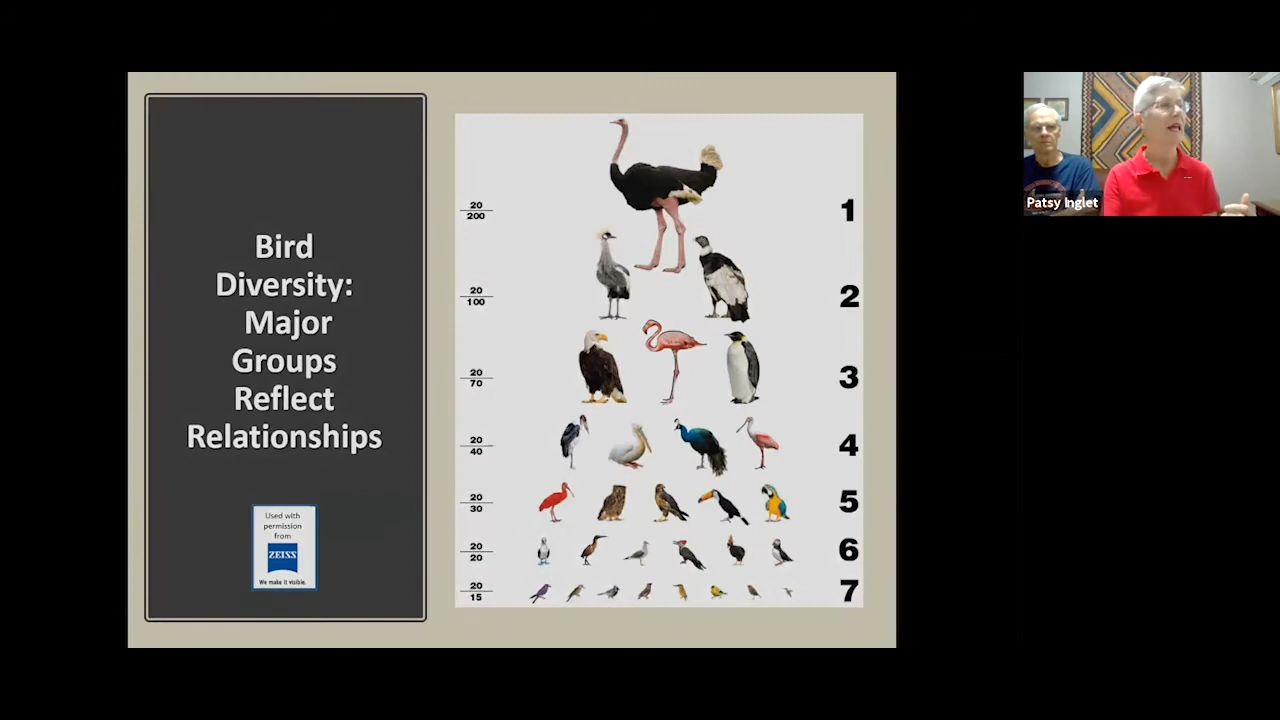 Bird
Diversity:
Major
Groups
Reflect
Relationships
Used with
permission
from
ZEISS
We make it visible.
20
200
1
20
100
2
20
70
3
20
40
4
20
30
5
20
20
6
20
15
7
Patsy Inglet